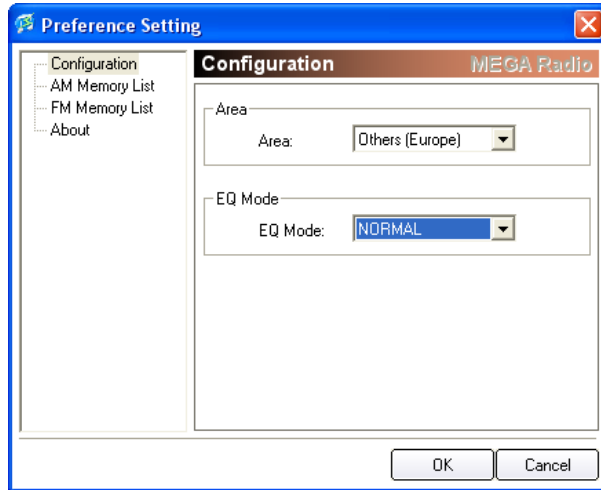 Preference Setting
Configuration
AM Memory List
FM Memory List
About
Configuration MEGA Radio
Area
Area: Others (Europe)
EQ Mode
EQ Mode: NORMAL
OK Cancel